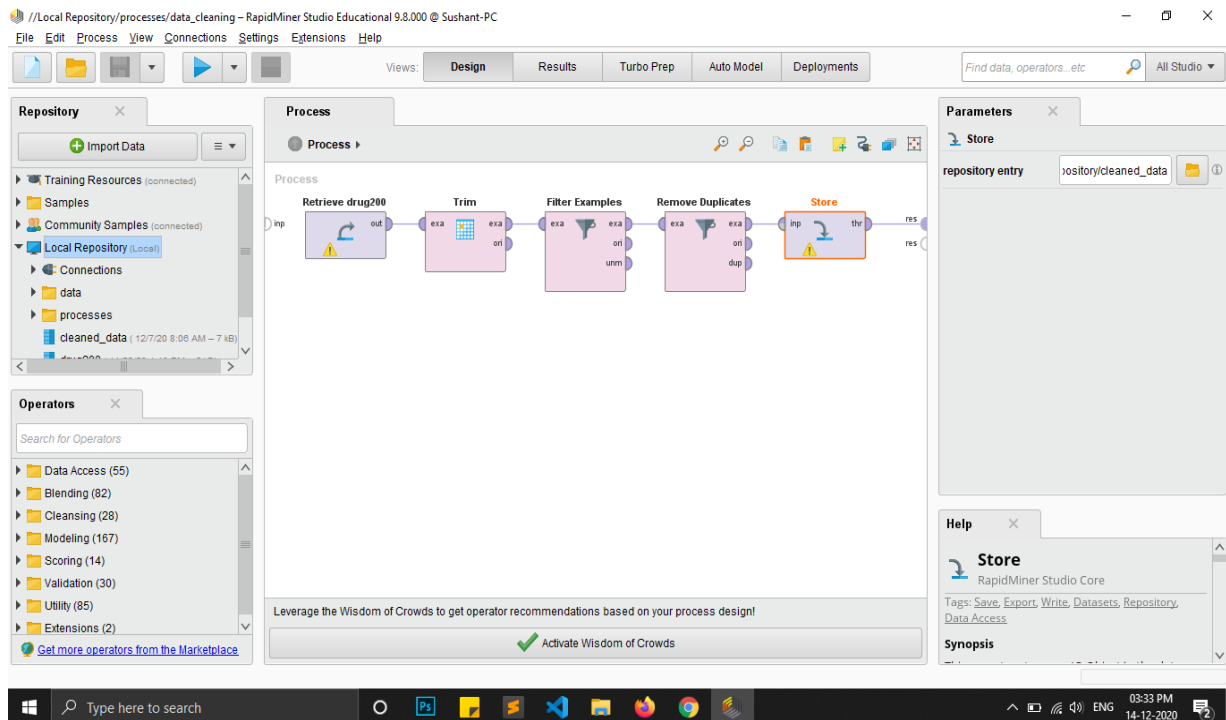 //Local Repository/processes/data_cleaning – RapidMiner Studio Educational 9.8.000 @ Sushant-PC
File Edit Process View Connections Settings Extensions Help
Views: Design Results Turbo Prep Auto Model Deployments
Find data, operators...etc
All Studio
Repository
Import Data
Training Resources (connected)
Samples
Community Samples (connected)
Local Repository (Local)
Connections
data
processes
cleaned_data ( 12/7/20 8:06 AM – 7 kB)
Operators
Search for Operators
Data Access (55)
Blending (82)
Cleansing (28)
Modeling (167)
Scoring (14)
Validation (30)
Utility (85)
Extensions (2)
Get more operators from the Marketplace
Process
Process
Process
Retrieve drug200 Trim Filter Examples Remove Duplicates Store
inp out exa exa exa exa exa exa inp thr res
ori ori ori res
unm dup
Leverage the Wisdom of Crowds to get operator recommendations based on your process design!
Activate Wisdom of Crowds
Parameters
Store
repository entry
ository/cleaned_data
Help
Store
RapidMiner Studio Core
Tags: Save, Export, Write, Datasets, Repository,
Data Access
Synopsis
Type here to search
Ps
ENG
03:33 PM
14-12-2020
2